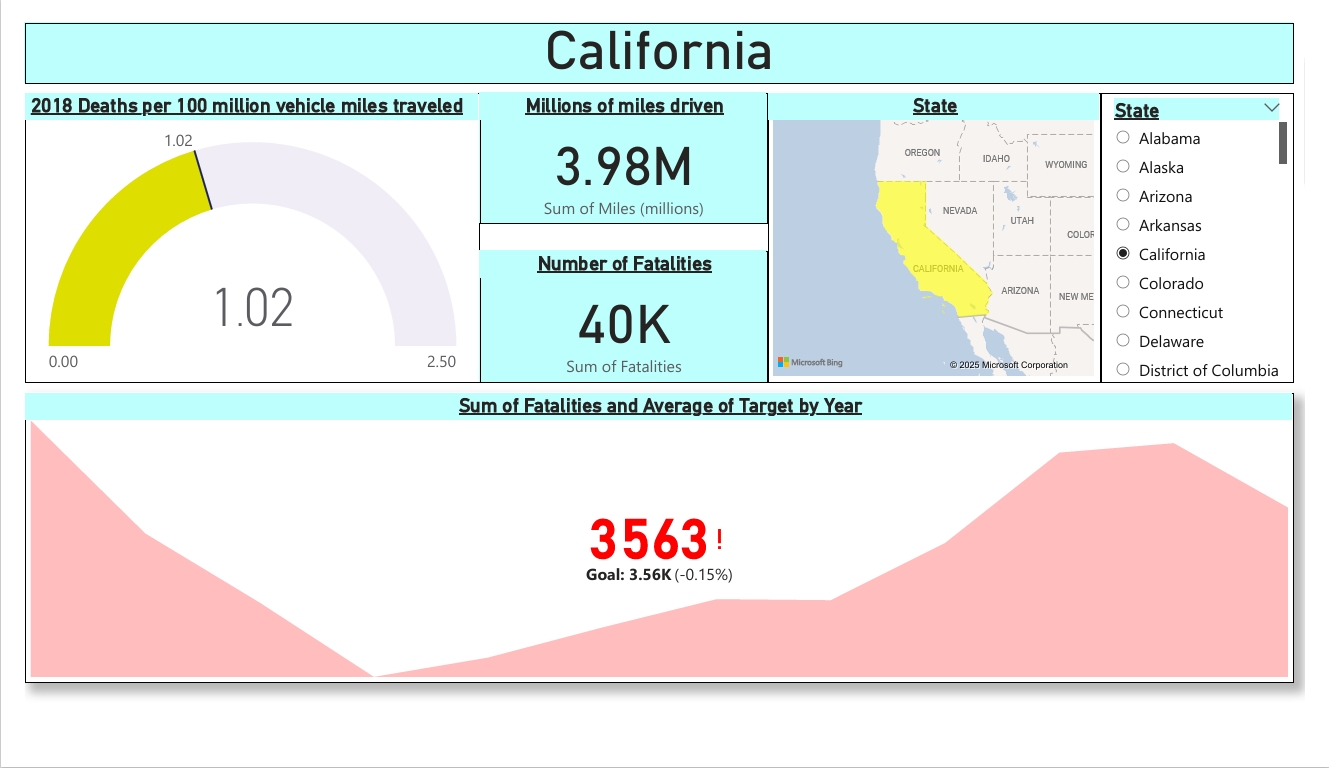 California
2018 Deaths per 100 million vehicle miles traveled
1.02
1.02
0.00
2.50
Millions of miles driven
3.98M
Sum of Miles (millions)
Number of Fatalities
40K
Sum of Fatalities
State
OREGON
IDAHO
WYOMING
NEVADA
UTAH
COLOR
CALIFORNIA
ARIZONA
NEW ME
Microsoft Bing
© 2025 Microsoft Corporation
State
Alabama
Alaska
Arizona
Arkansas
California
Colorado
Connecticut
Delaware
District of Columbia
Sum of Fatalities and Average of Target by Year
3563 !
Goal: 3.56K (-0.15%)